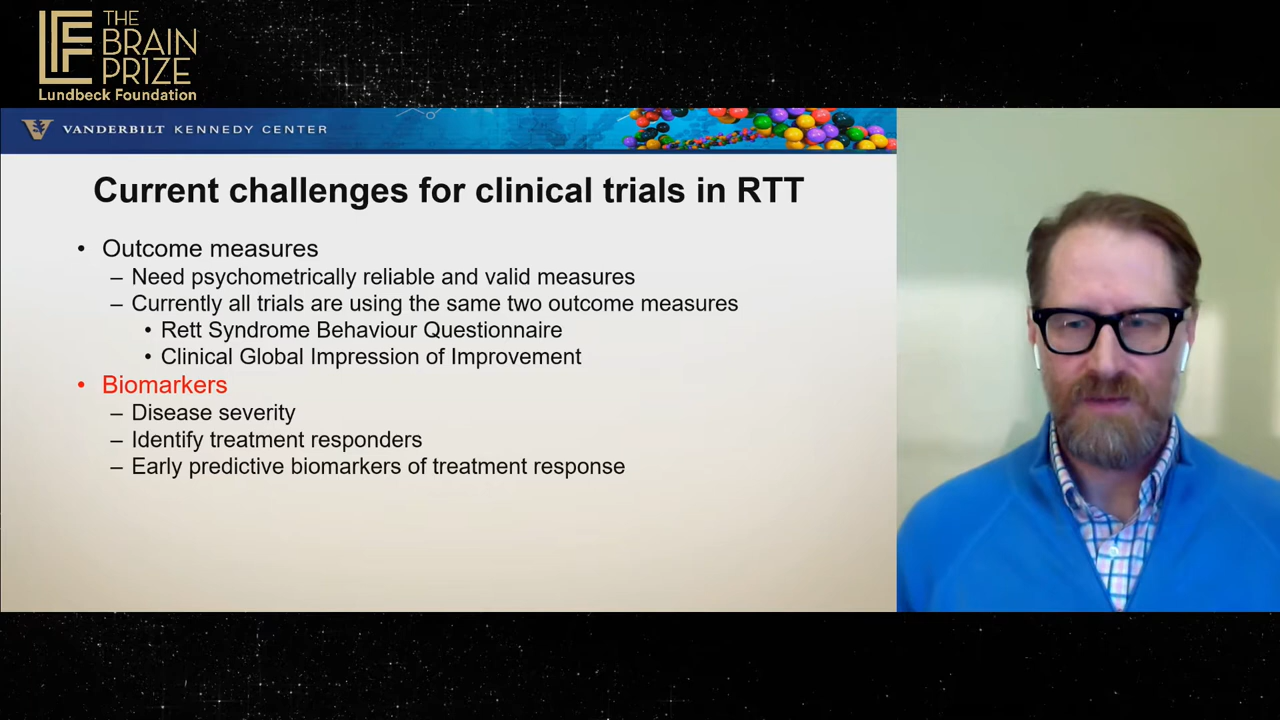 THE
BRAIN
PRIZE
Lundbeck Foundation
VANDERBILT KENNEDY CENTER
Current challenges for clinical trials in RTT
• Outcome measures
– Need psychometrically reliable and valid measures
– Currently all trials are using the same two outcome measures
• Rett Syndrome Behaviour Questionnaire
• Clinical Global Impression of Improvement
• Biomarkers
– Disease severity
– Identify treatment responders
– Early predictive biomarkers of treatment response